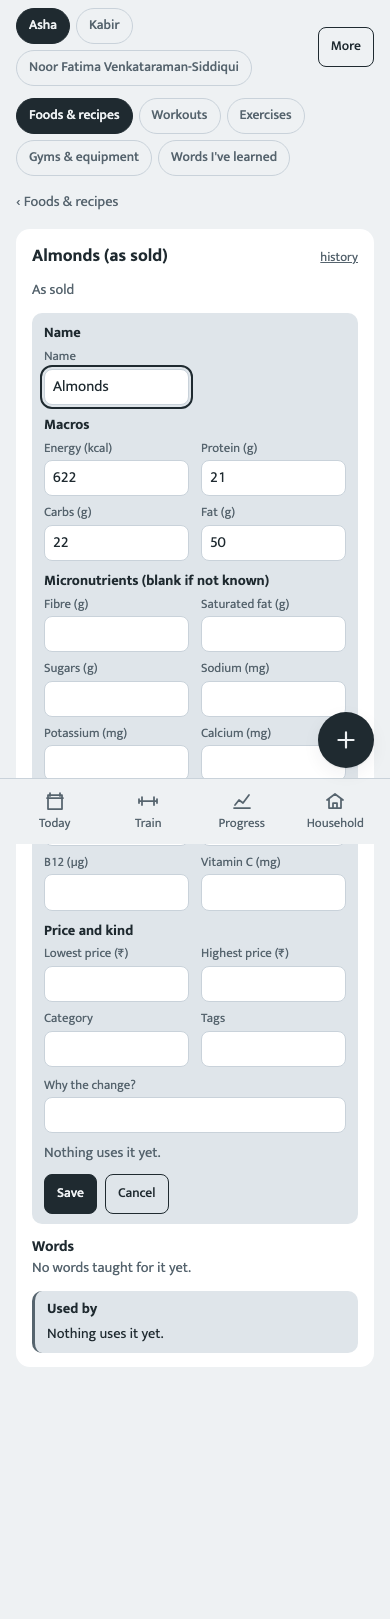 Asha
Kabir
Noor Fatima Venkataraman-Siddiqui
More
Foods & recipes
Workouts
Exercises
Gyms & equipment
Words I've learned
‹ Foods & recipes
Almonds (as sold)
history
As sold
Name
Name
Almonds
Macros
Energy (kcal)
Protein (g)
622
21
Carbs (g)
Fat (g)
22
50
Micronutrients (blank if not known)
Fibre (g)
Saturated fat (g)
Sugars (g)
Sodium (mg)
Potassium (mg)
Calcium (mg)
Today
Train
Progress
Household
B12 (µg)
Vitamin C (mg)
Price and kind
Lowest price (₹)
Highest price (₹)
Category
Tags
Why the change?
Nothing uses it yet.
Save
Cancel
Words
No words taught for it yet.
Used by
Nothing uses it yet.